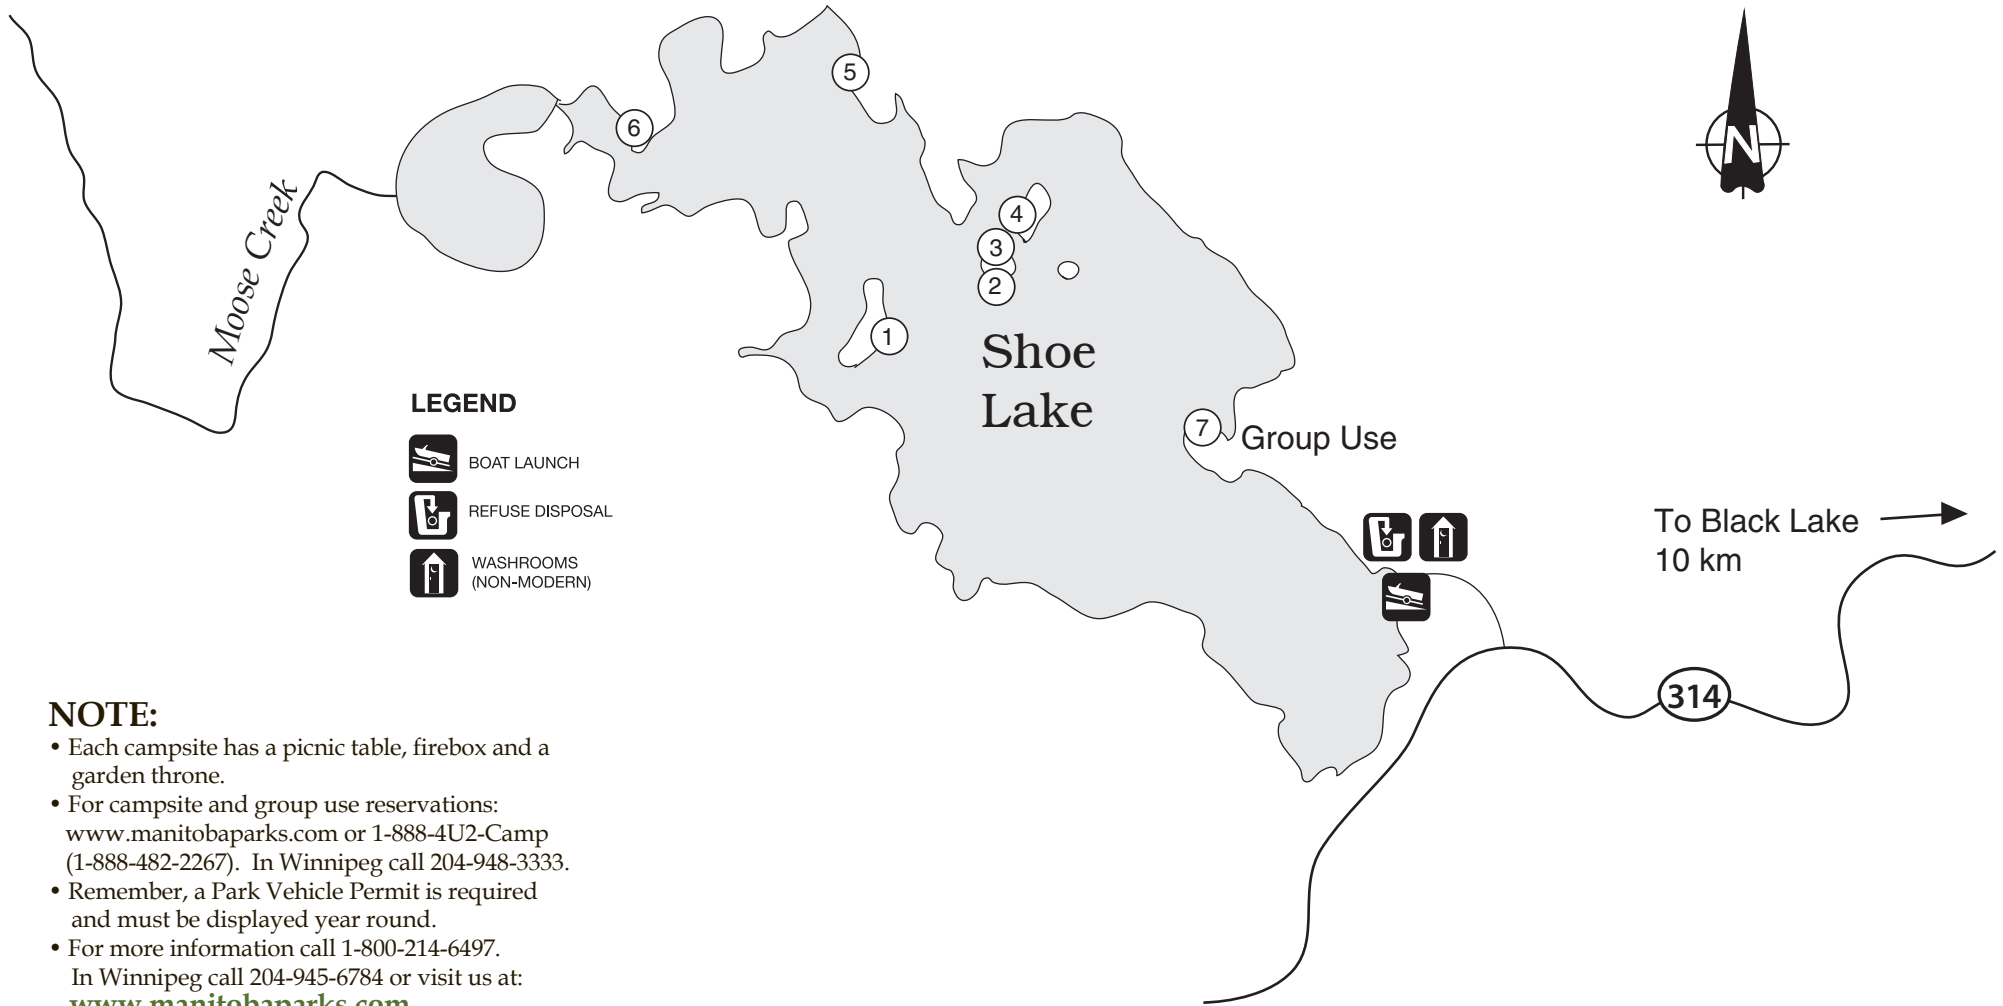 5
6
N
Moose Creek
4
3
2
1
Shoe
Lake
LEGEND
BOAT LAUNCH
REFUSE DISPOSAL
WASHROOMS
(NON-MODERN)
7 Group Use
To Black Lake
10 km
314
NOTE:
• Each campsite has a picnic table, firebox and a
garden throne.
• For campsite and group use reservations:
www.manitobaparks.com or 1-888-4U2-Camp
(1-888-482-2267). In Winnipeg call 204-948-3333.
• Remember, a Park Vehicle Permit is required
and must be displayed year round.
• For more information call 1-800-214-6497.
In Winnipeg call 204-945-6784 or visit us at:
www.manitobaparks.com